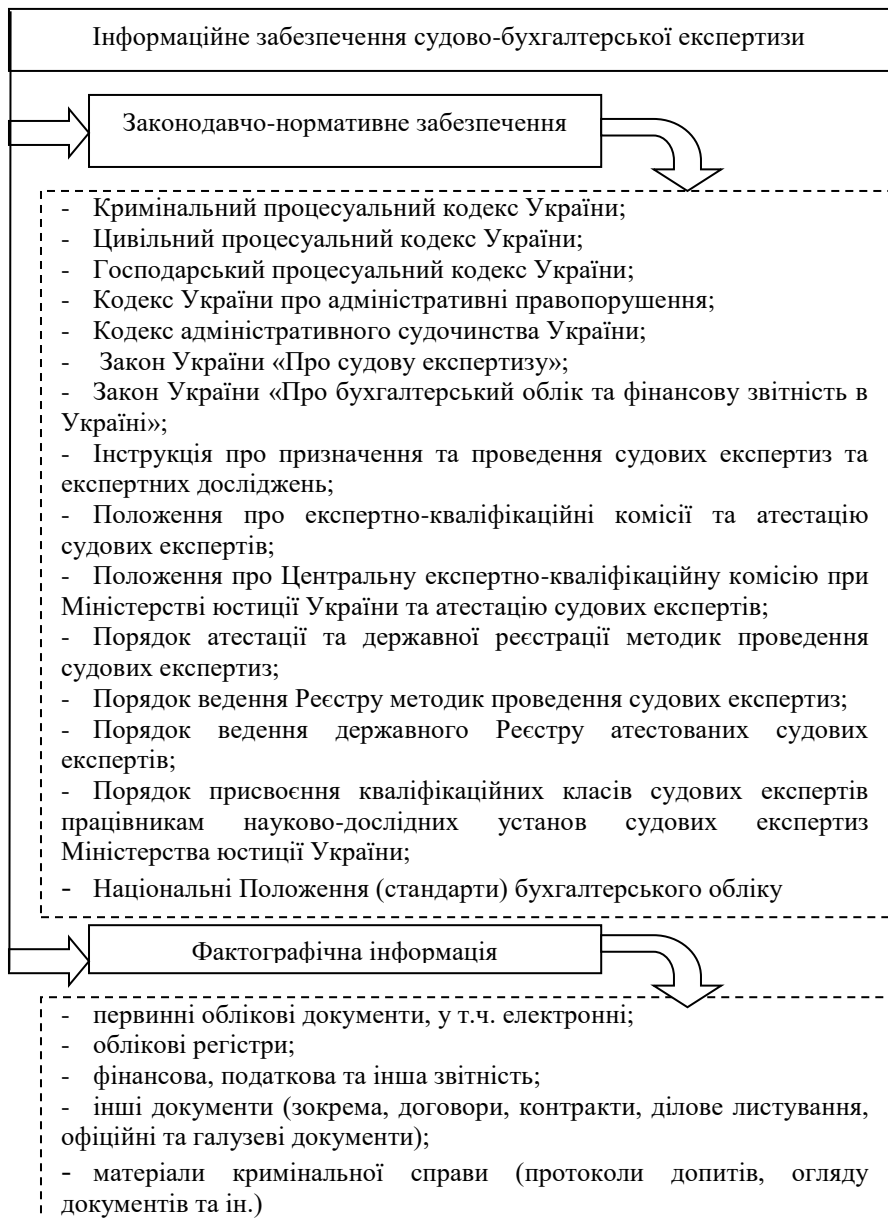 Інформаційне забезпечення судово-бухгалтерської експертизи
Законодавчо-нормативне забезпечення
- Кримінальний процесуальний кодекс України;
- Цивільний процесуальний кодекс України;
- Господарський процесуальний кодекс України;
- Кодекс України про адміністративні правопорушення;
- Кодекс адміністративного судочинства України;
- Закон України «Про судову експертизу»;
- Закон України «Про бухгалтерський облік та фінансову звітність в
Україні»;
- Інструкція про призначення та проведення судових експертиз та
експертних досліджень;
- Положення про експертно-кваліфікаційні комісії та атестацію
судових експертів;
- Положення про Центральну експертно-кваліфікаційну комісію при
Міністерстві юстиції України та атестацію судових експертів;
- Порядок атестації та державної реєстрації методик проведення
судових експертиз;
- Порядок ведення Реєстру методик проведення судових експертиз;
- Порядок ведення державного Реєстру атестованих судових
експертів;
- Порядок присвоєння кваліфікаційних класів судових експертів
працівникам науково-дослідних установ судових експертиз
Міністерства юстиції України;
- Національні Положення (стандарти) бухгалтерського обліку
Фактографічна інформація
- первинні облікові документи, у т.ч. електронні;
- облікові регістри;
- фінансова, податкова та інша звітність;
- інші документи (зокрема, договори, контракти, ділове листування,
офіційні та галузеві документи);
- матеріали кримінальної справи (протоколи допитів, огляду
документів та ін.)